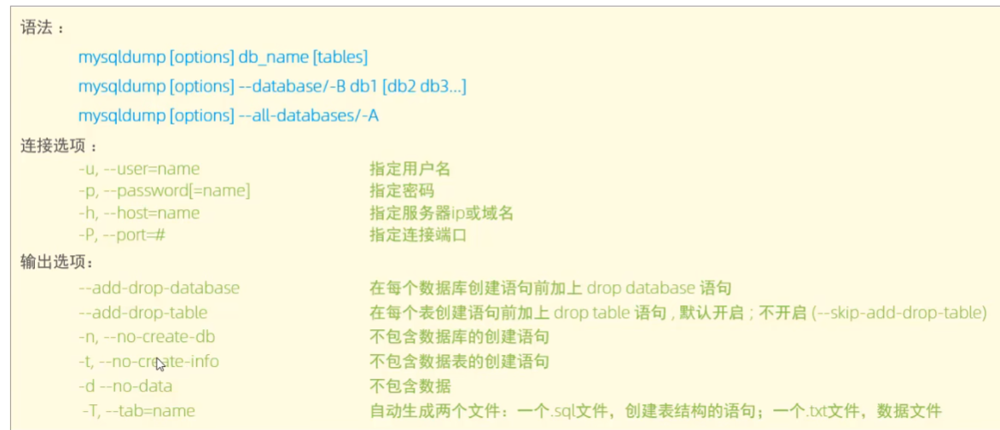 语法：
mysqldump [options] db_name [tables]
mysqldump [options] --database/-B db1 [db2 db3...]
mysqldump [options] --all-databases/-A
连接选项：
-u, --user=name 指定用户名
-p, --password[=name] 指定密码
-h, --host=name 指定服务器ip或域名
-P, --port=# 指定连接端口
输出选项：
--add-drop-database 在每个数据库创建语句前加上 drop database 语句
--add-drop-table 在每个表创建语句前加上 drop table 语句 , 默认开启 ; 不开启 (--skip-add-drop-table)
-n, --no-create-db 不包含数据库的创建语句
-t, --no-create-info 不包含数据表的创建语句
-d --no-data 不包含数据
-T, --tab=name 自动生成两个文件：一个.sql文件，创建表结构的语句；一个.txt文件，数据文件